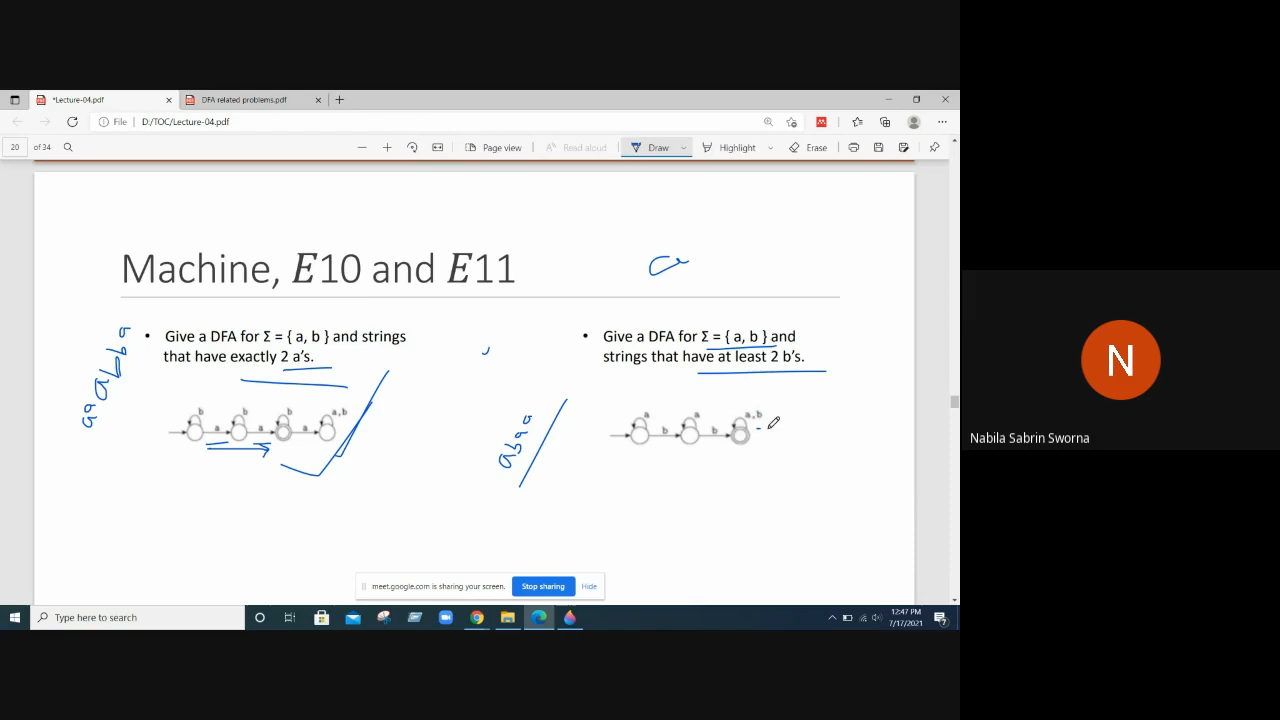 *Lecture-04.pdf
DFA related problems.pdf
File
D:/TOC/Lecture-04.pdf
20 of 34
Page view
Read aloud
Draw
Highlight
Erase
Machine, E10 and E11
• Give a DFA for Σ = { a, b } and strings
that have exactly 2 a's.
• Give a DFA for Σ = { a, b } and
strings that have at least 2 b's.
b b b a, b
a a a
a a a, b
b b
aa abbba
abaa
N
Nabila Sabrin Sworna
meet.google.com is sharing your screen.
Stop sharing
Hide
Type here to search
12:47 PM
7/17/2021